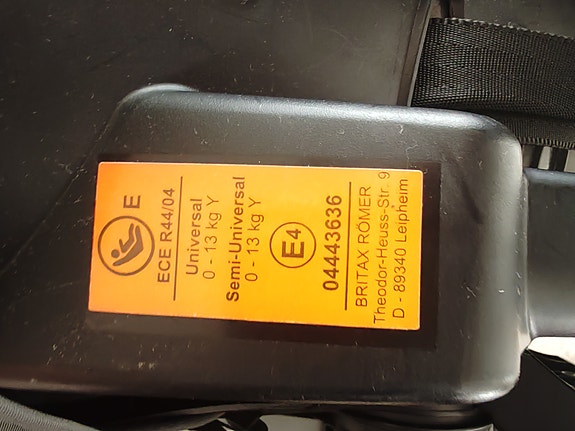 E
ECE R44/04
Universal
0 - 13 kg Y
Semi-Universal
0 - 13 kg Y
E4
04443636
BRITAX RÖMER
Theodor-Heuss-Str. 9
D - 89340 Leipheim